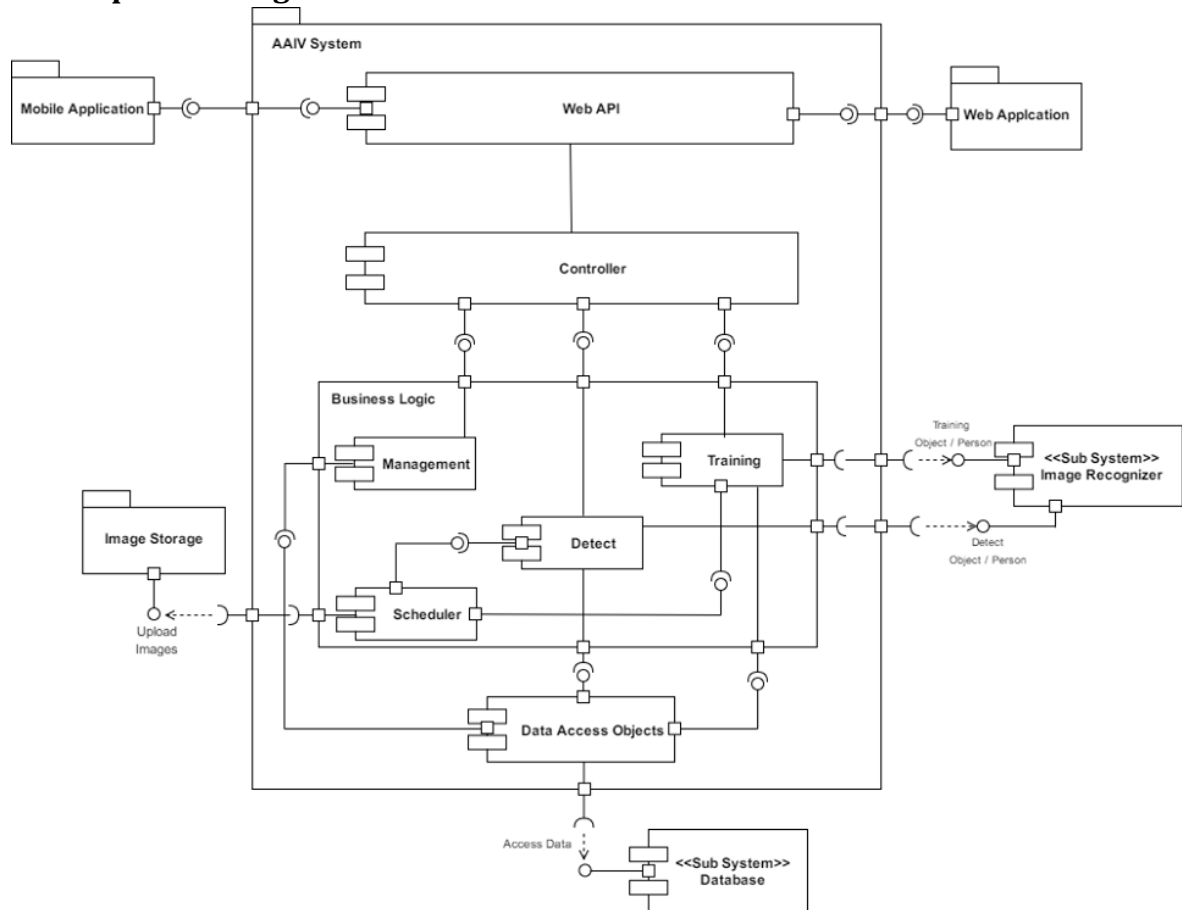 AAIV System
Mobile Application
Web API
Web Applcation
Controller
Business Logic
Management
Training
Training
Object / Person
<<Sub System>>
Image Recognizer
Image Storage
Detect
Detect
Object / Person
Scheduler
Upload
Images
Data Access Objects
Access Data
<<Sub System>>
Database